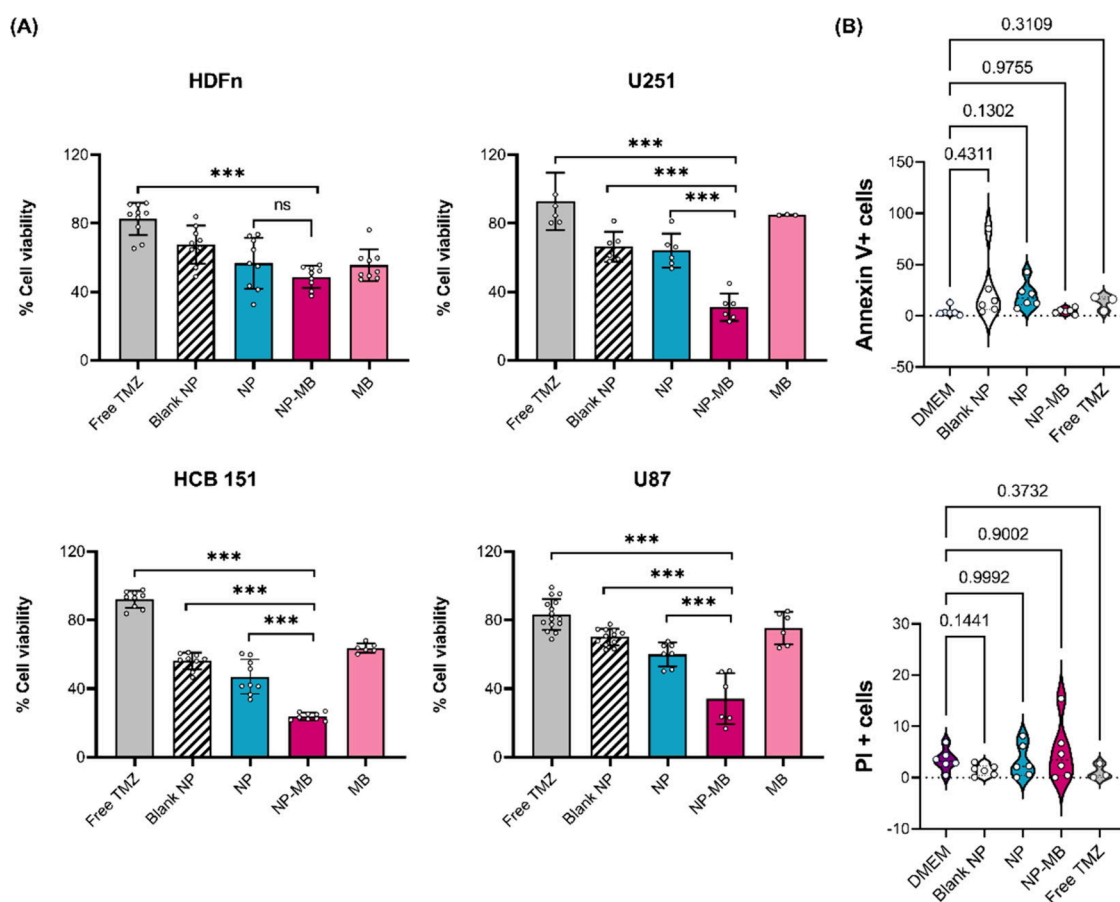 (A)
HDFn
% Cell viability
120
80
40
0
***
ns
Free TMZ
Blank NP
NP
NP-MB
MB
U251
% Cell viability
120
80
40
0
***
***
***
Free TMZ
Blank NP
NP
NP-MB
MB
HCB 151
% Cell viability
120
80
40
0
***
***
***
Free TMZ
Blank NP
NP
NP-MB
MB
U87
% Cell viability
120
80
40
0
***
***
***
Free TMZ
Blank NP
NP
NP-MB
MB
(B)
0.3109
0.9755
0.1302
0.4311
Annexin V+ cells
150
100
50
0
-50
DMEM
Blank NP
NP
NP-MB
Free TMZ
0.3732
0.9002
0.9992
0.1441
PI + cells
30
20
10
0
-10
DMEM
Blank NP
NP
NP-MB
Free TMZ